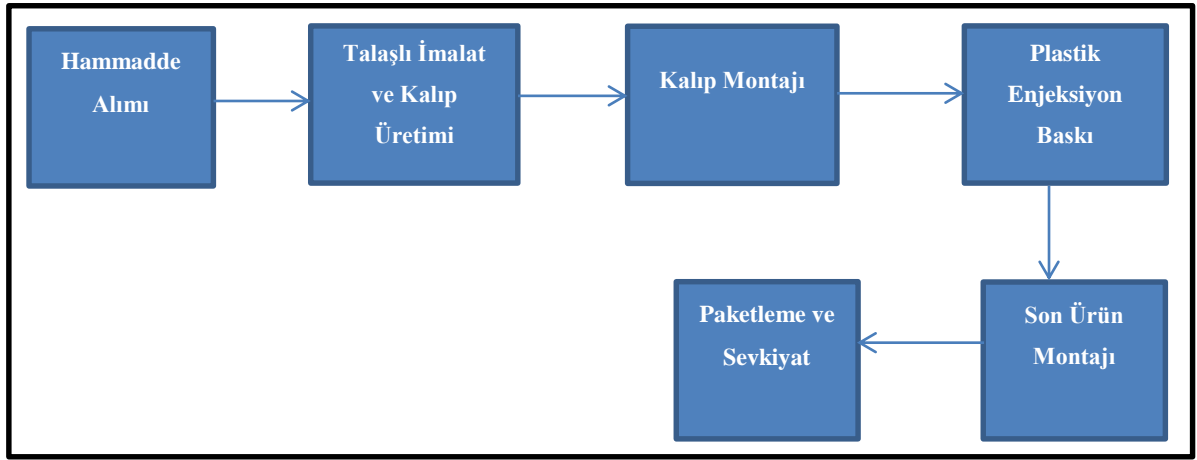 Hammadde
Alımı
Talaşlı İmalat
ve Kalıp
Üretimi
Kalıp Montajı
Plastik
Enjeksiyon
Baskı
Son Ürün
Montajı
Paketleme ve
Sevkiyat